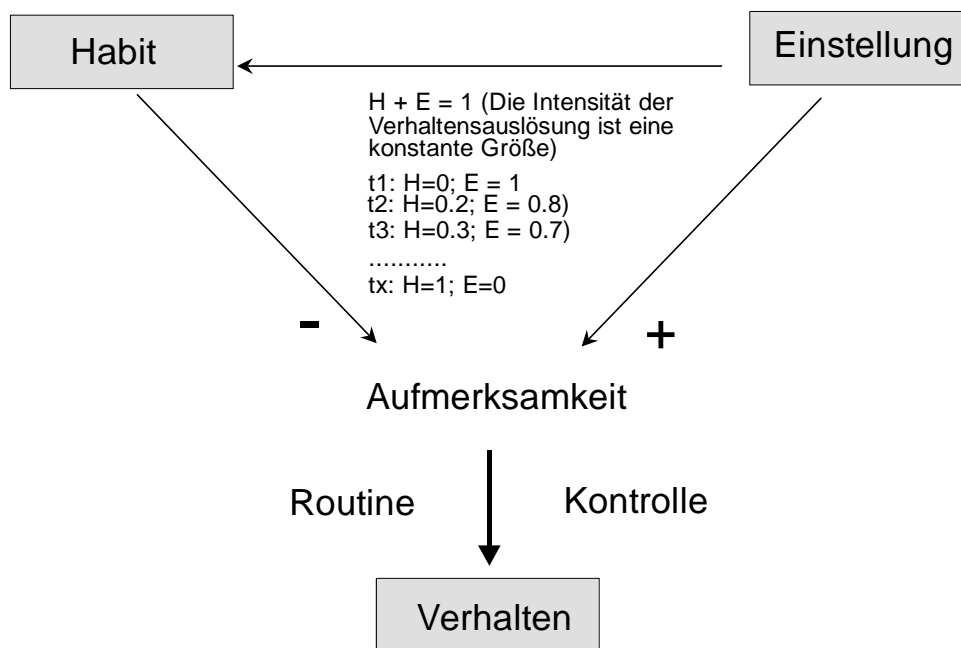 Habit
Einstellung
H + E = 1 (Die Intensität der
Verhaltensauslösung ist eine
konstante Größe)
t1: H=0; E = 1
t2: H=0.2; E = 0.8)
t3: H=0.3; E = 0.7)
...........
tx: H=1; E=0
- +
Aufmerksamkeit
Routine Kontrolle
Verhalten